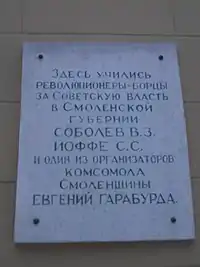 Здесь учились
революционеры-борцы
за Советскую власть
в Смоленской
губернии
СОБОЛЕВ В.З.
ИОФФЕ С.С.
и один из организаторов
комсомола
Смоленщины
ЕВГЕНИЙ ГАРАБУРДА.